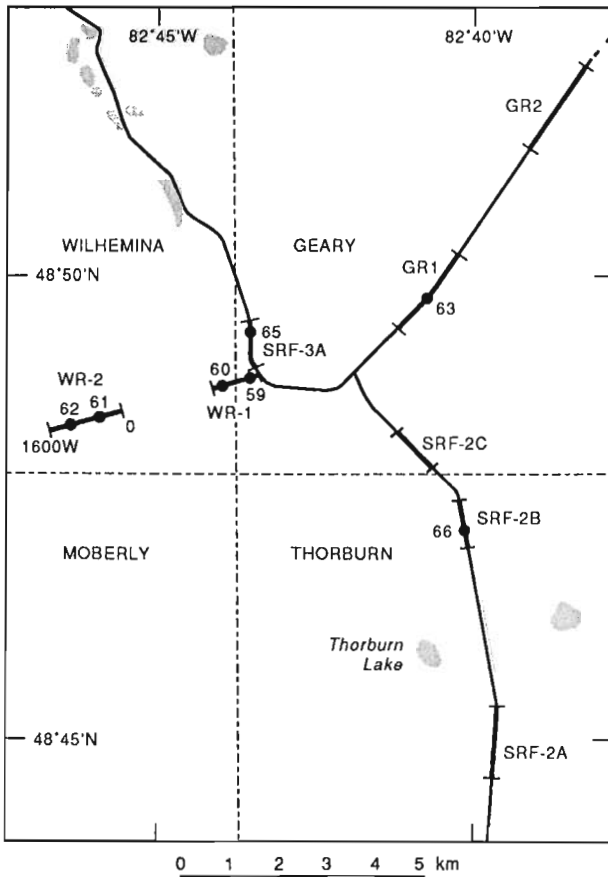 82°45'W
82°40'W
GR2
WILHEMINA
GEARY
48°50'N
GR1
63
65
SRF-3A
60
59
WR-1
WR-2
62
61
0
1600W
SRF-2C
SRF-2B
66
MOBERLY
THORBURN
Thorburn
Lake
48°45'N
SRF-2A
0 1 2 3 4 5 km